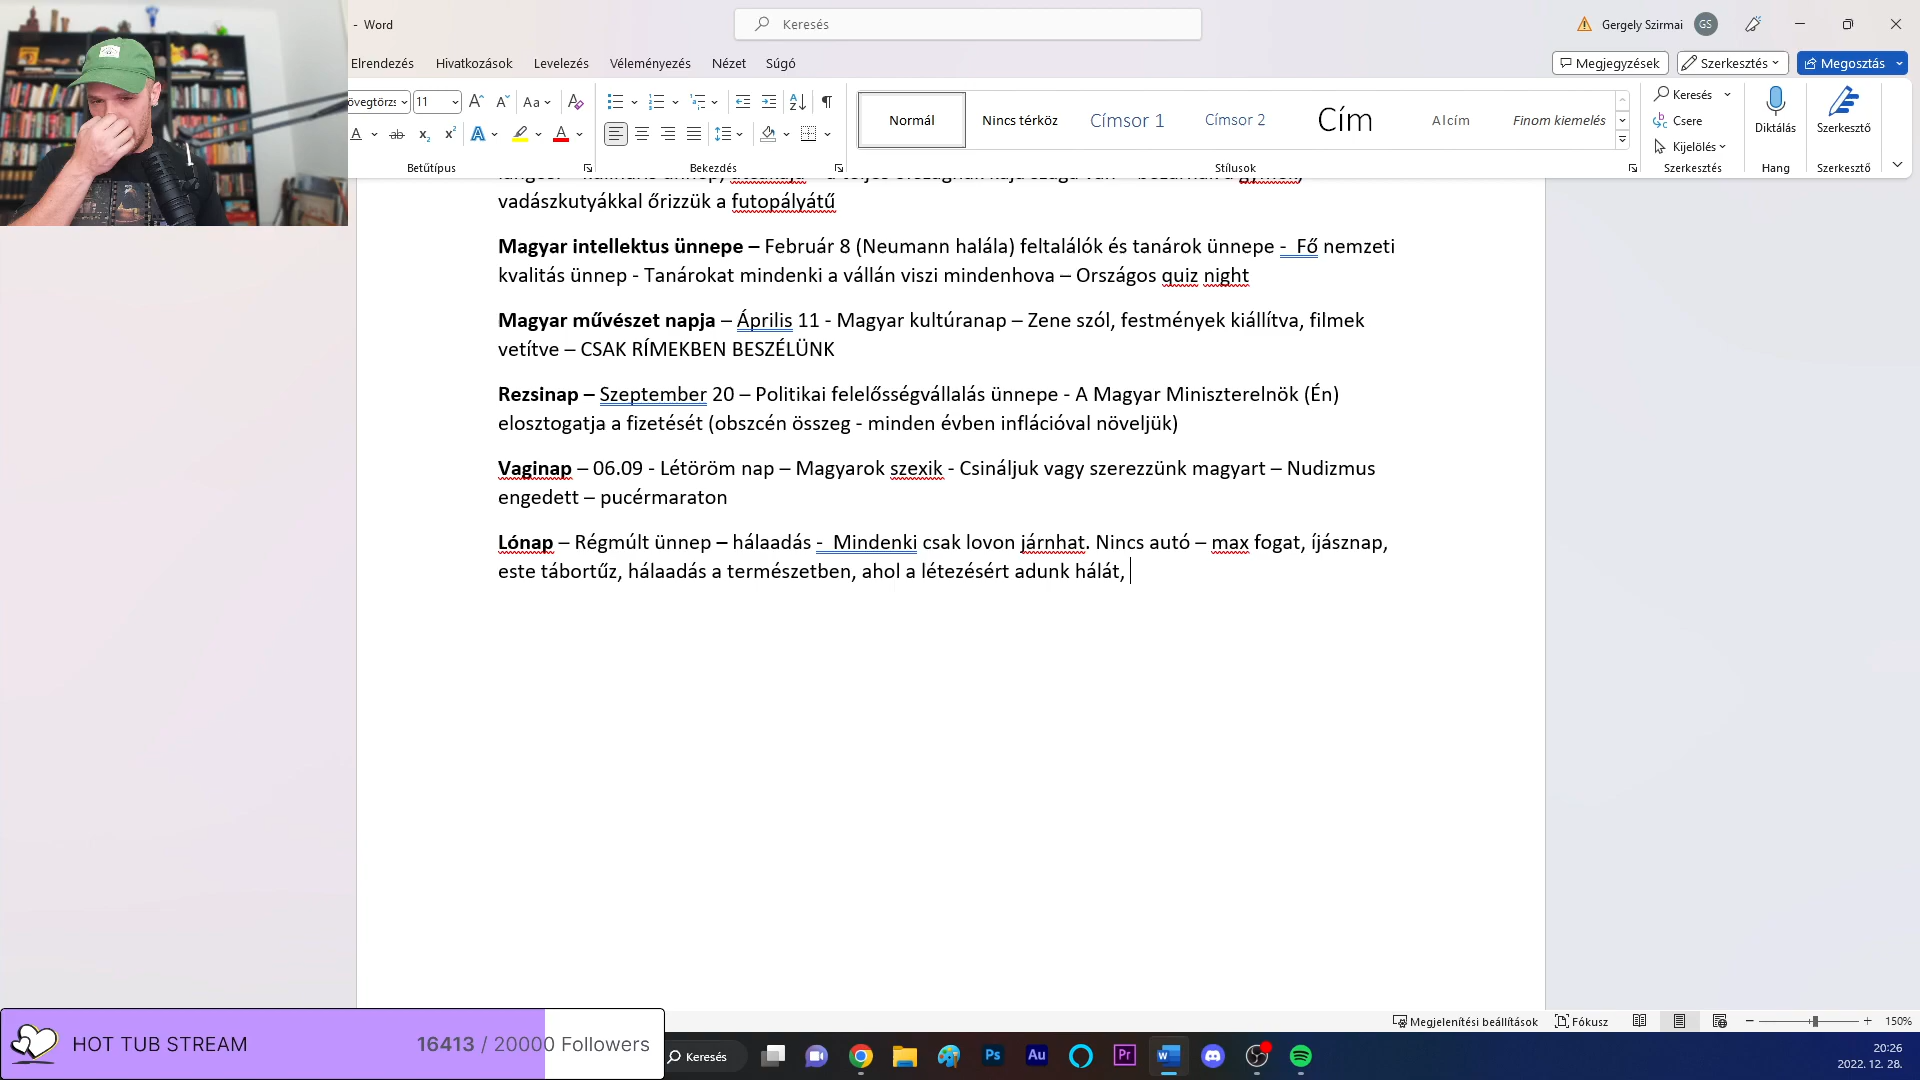 - Word
Keresés
Gergely Szirmai GS
Elrendezés Hivatkozások Levelezés Véleményezés Nézet Súgó
Megjegyzések Szerkesztés Megosztás
11
Aa
Normál Nincs térköz Címsor 1 Címsor 2 Cím Alcím Finom kiemelés
Keresés
Csere
Kijelölés
Diktálás
Szerkesztő
Betűtípus Bekezdés Stílusok Szerkesztés Hang Szerkesztő
vadászkutyákkal őrizzük a futopályátű
Magyar intellektus ünnepe – Február 8 (Neumann halála) feltalálók és tanárok ünnepe - Fő nemzeti
kvalitás ünnep - Tanárokat mindenki a vállán viszi mindenhova – Országos quiz night
Magyar művészet napja – Április 11 - Magyar kultúranap – Zene szól, festmények kiállítva, filmek
vetítve – CSAK RÍMEKBEN BESZÉLÜNK
Rezsinap – Szeptember 20 – Politikai felelősségvállalás ünnepe - A Magyar Miniszterelnök (Én)
elosztogatja a fizetését (obszcén összeg - minden évben inflációval növeljük)
Vaginap – 06.09 - Létöröm nap – Magyarok szexik - Csináljuk vagy szerezzünk magyart – Nudizmus
engedett – pucérmaraton
Lónap – Régmúlt ünnep – hálaadás - Mindenki csak lovon járnhat. Nincs autó – max fogat, íjásznap,
este tábortűz, hálaadás a természetben, ahol a létezésért adunk hálát,
Megjelenítési beállítások Fókusz 150%
HOT TUB STREAM 16413 / 20000 Followers
Keresés
20:26
2022. 12. 28.